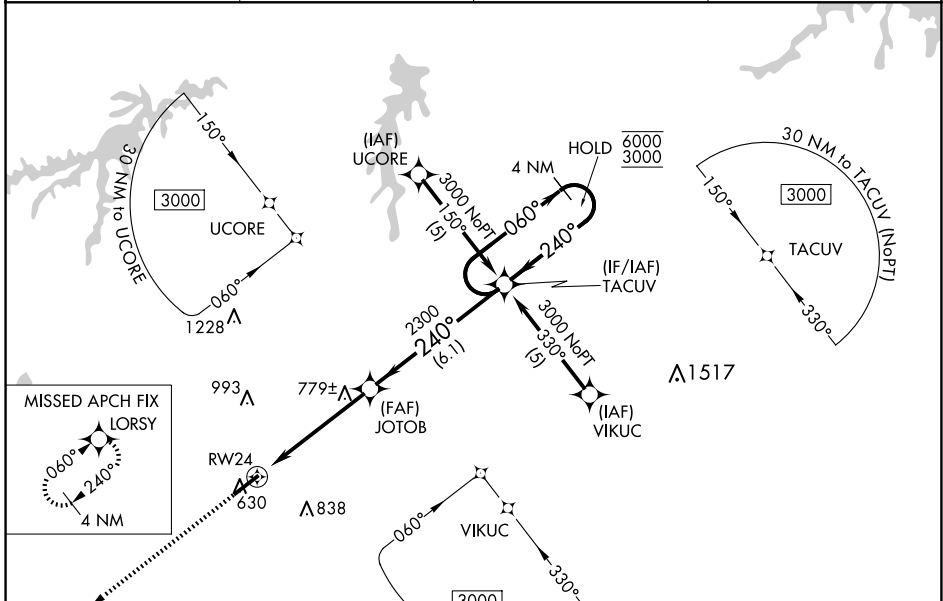 150°
30 NM to UCORE
3000
UCORE
060°
1228
(IAF)
UCORE
3000 NoPT
150°
(5)
4 NM
HOLD
6000
3000
060°
240°
(IF/IAF)
TACUV
30 NM to TACUV (NoPT)
150°
3000
TACUV
330°
2300
240°
(6.1)
3000 NoPT
330°
(5)
(IAF)
VIKUC
1517
993
779±
(FAF)
JOTOB
MISSED APCH FIX
LORSY
060°
240°
4 NM
RW24
630
838
060°
VIKUC
330°
3000